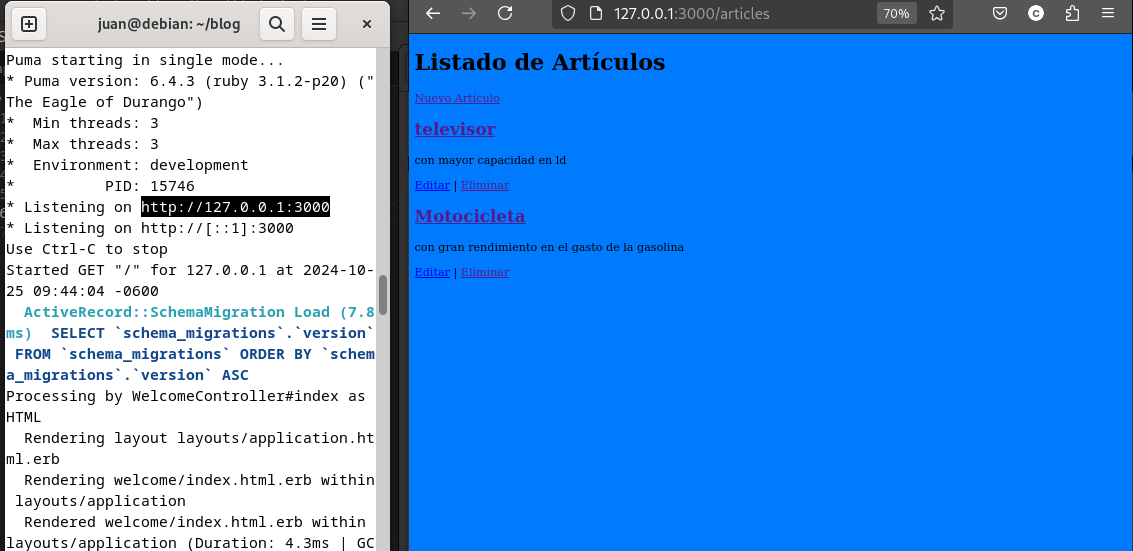 juan@debian: ~/blog
Puma starting in single mode...
* Puma version: 6.4.3 (ruby 3.1.2-p20) ("
The Eagle of Durango")
*  Min threads: 3
*  Max threads: 3
*  Environment: development
*          PID: 15746
* Listening on http://127.0.0.1:3000
* Listening on http://[::1]:3000
Use Ctrl-C to stop
Started GET "/" for 127.0.0.1 at 2024-10-
25 09:44:04 -0600
  ActiveRecord::SchemaMigration Load (7.8
ms)  SELECT `schema_migrations`.`version`
 FROM `schema_migrations` ORDER BY `schem
a_migrations`.`version` ASC
Processing by WelcomeController#index as
HTML
  Rendering layout layouts/application.ht
ml.erb
  Rendering welcome/index.html.erb within
 layouts/application
  Rendered welcome/index.html.erb within
layouts/application (Duration: 4.3ms | GC
127.0.0.1:3000/articles
70%
C
Listado de Artículos
Nuevo Artículo
televisor
con mayor capacidad en ld
Editar | Eliminar
Motocicleta
con gran rendimiento en el gasto de la gasolina
Editar | Eliminar